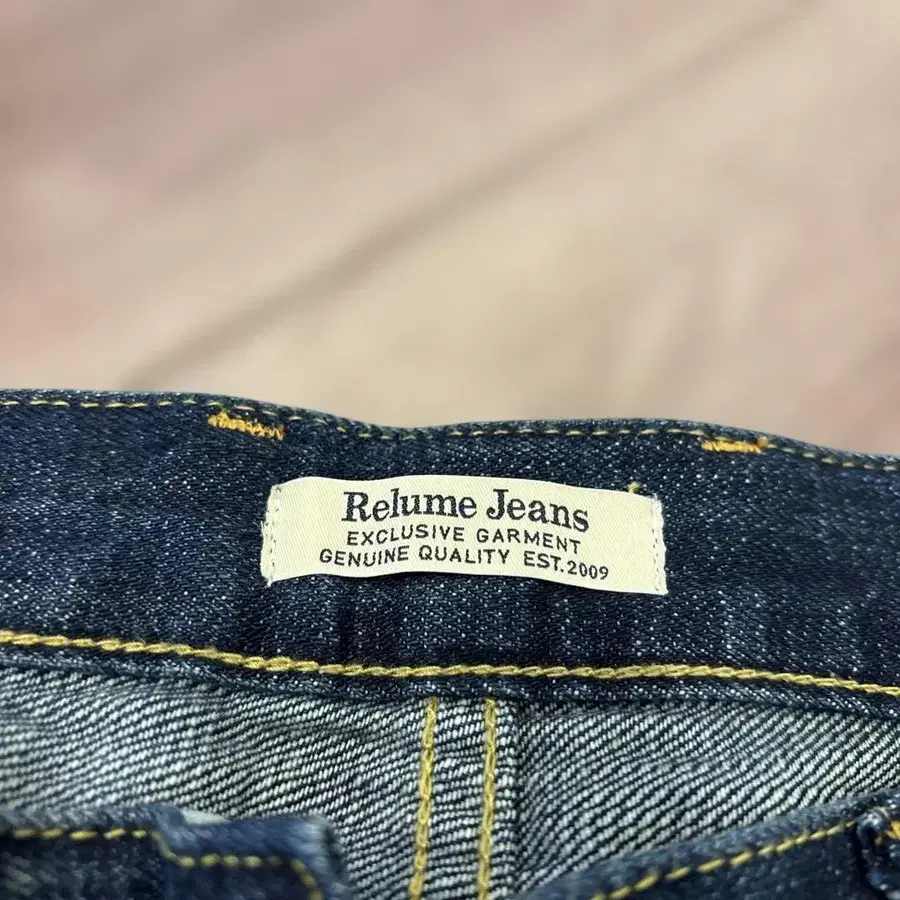 Relume Jeans
EXCLUSIVE GARMENT
GENUINE QUALITY EST.2009